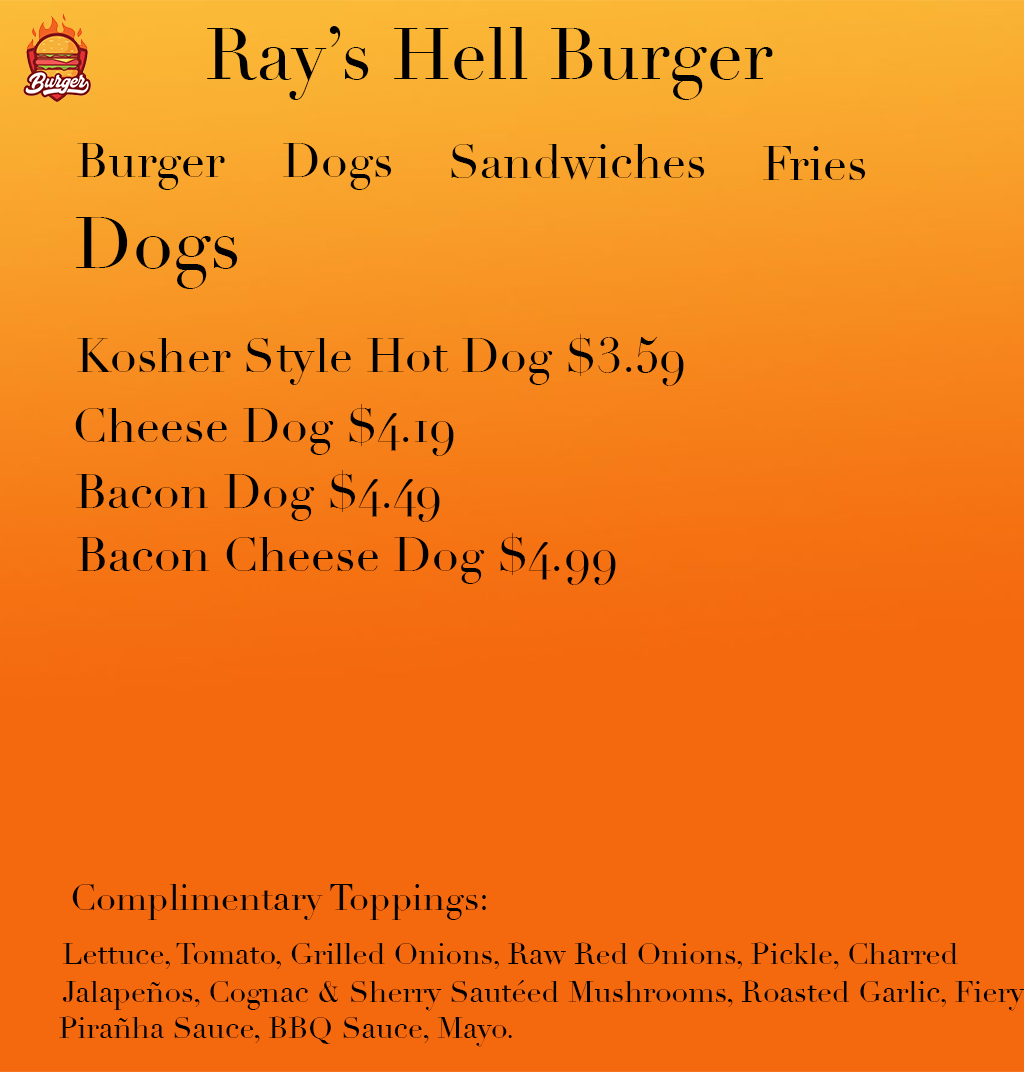 Burger
Ray's Hell Burger
Burger Dogs Sandwiches Fries
Dogs
Kosher Style Hot Dog $3.59
Cheese Dog $4.19
Bacon Dog $4.49
Bacon Cheese Dog $4.99
Complimentary Toppings:
Lettuce, Tomato, Grilled Onions, Raw Red Onions, Pickle, Charred
Jalapeños, Cognac & Sherry Sautéed Mushrooms, Roasted Garlic, Fiery
Pirañha Sauce, BBQ Sauce, Mayo.